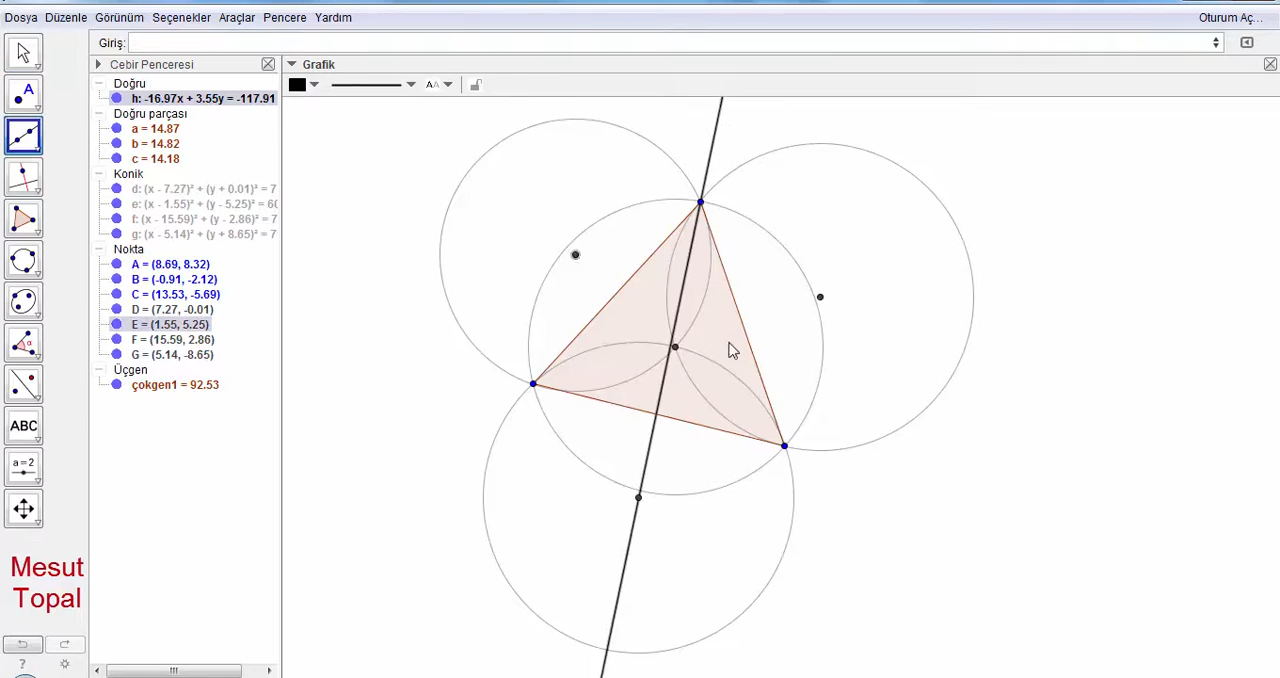 Dosya Düzenle Görünüm Seçenekler Araçlar Pencere Yardım Oturum Aç...
Giriş:
Cebir Penceresi Grafik
Doğru
h: -16.97x + 3.55y = -117.91
Doğru parçası
a = 14.87
b = 14.82
c = 14.18
Konik
d: (x - 7.27)² + (y + 0.01)² = 7
e: (x - 1.55)² + (y - 5.25)² = 60
f: (x - 15.59)² + (y - 2.86)² = 7
g: (x - 5.14)² + (y + 8.65)² = 7
Nokta
A = (8.69, 8.32)
B = (-0.91, -2.12)
C = (13.53, -5.69)
D = (7.27, -0.01)
E = (1.55, 5.25)
F = (15.59, 2.86)
G = (5.14, -8.65)
Üçgen
çokgen1 = 92.53
A
α
ABC
a=2
AA
Mesut
Topal
?